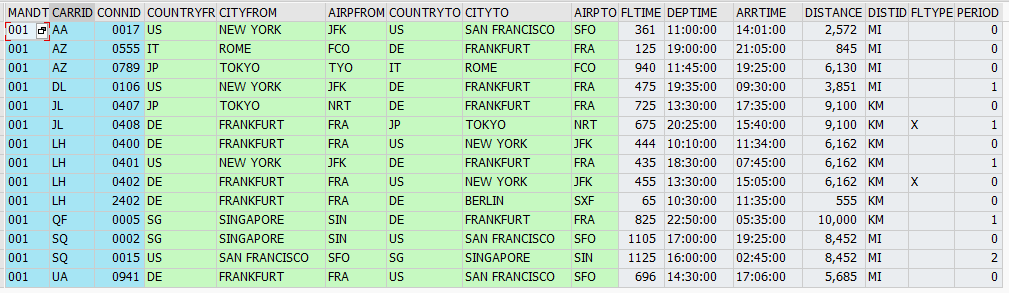 MANDT CARRID CONNID COUNTRYFR CITYFROM AIRPFROM COUNTRYTO CITYTO AIRPTO FLTIME DEPTIME ARRTIME DISTANCE DISTID FLTYPE PERIOD
001 AA 0017 US NEW YORK JFK US SAN FRANCISCO SFO 361 11:00:00 14:01:00 2,572 MI 0
001 AZ 0555 IT ROME FCO DE FRANKFURT FRA 125 19:00:00 21:05:00 845 MI 0
001 AZ 0789 JP TOKYO TYO IT ROME FCO 940 11:45:00 19:25:00 6,130 MI 0
001 DL 0106 US NEW YORK JFK DE FRANKFURT FRA 475 19:35:00 09:30:00 3,851 MI 1
001 JL 0407 JP TOKYO NRT DE FRANKFURT FRA 725 13:30:00 17:35:00 9,100 KM 0
001 JL 0408 DE FRANKFURT FRA JP TOKYO NRT 675 20:25:00 15:40:00 9,100 KM X 1
001 LH 0400 DE FRANKFURT FRA US NEW YORK JFK 444 10:10:00 11:34:00 6,162 KM 0
001 LH 0401 US NEW YORK JFK DE FRANKFURT FRA 435 18:30:00 07:45:00 6,162 KM 1
001 LH 0402 DE FRANKFURT FRA US NEW YORK JFK 455 13:30:00 15:05:00 6,162 KM X 0
001 LH 2402 DE FRANKFURT FRA DE BERLIN SXF 65 10:30:00 11:35:00 555 KM 0
001 QF 0005 SG SINGAPORE SIN DE FRANKFURT FRA 825 22:50:00 05:35:00 10,000 KM 1
001 SQ 0002 SG SINGAPORE SIN US SAN FRANCISCO SFO 1105 17:00:00 19:25:00 8,452 MI 0
001 SQ 0015 US SAN FRANCISCO SFO SG SINGAPORE SIN 1125 16:00:00 02:45:00 8,452 MI 2
001 UA 0941 DE FRANKFURT FRA US SAN FRANCISCO SFO 696 14:30:00 17:06:00 5,685 MI 0